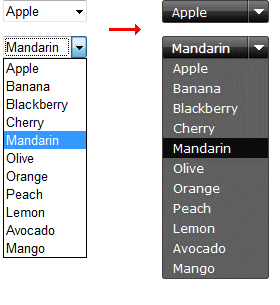 Apple
Mandarin
Apple
Banana
Blackberry
Cherry
Mandarin
Olive
Orange
Peach
Lemon
Avocado
Mango
Apple
Mandarin
Apple
Banana
Blackberry
Cherry
Mandarin
Olive
Orange
Peach
Lemon
Avocado
Mango